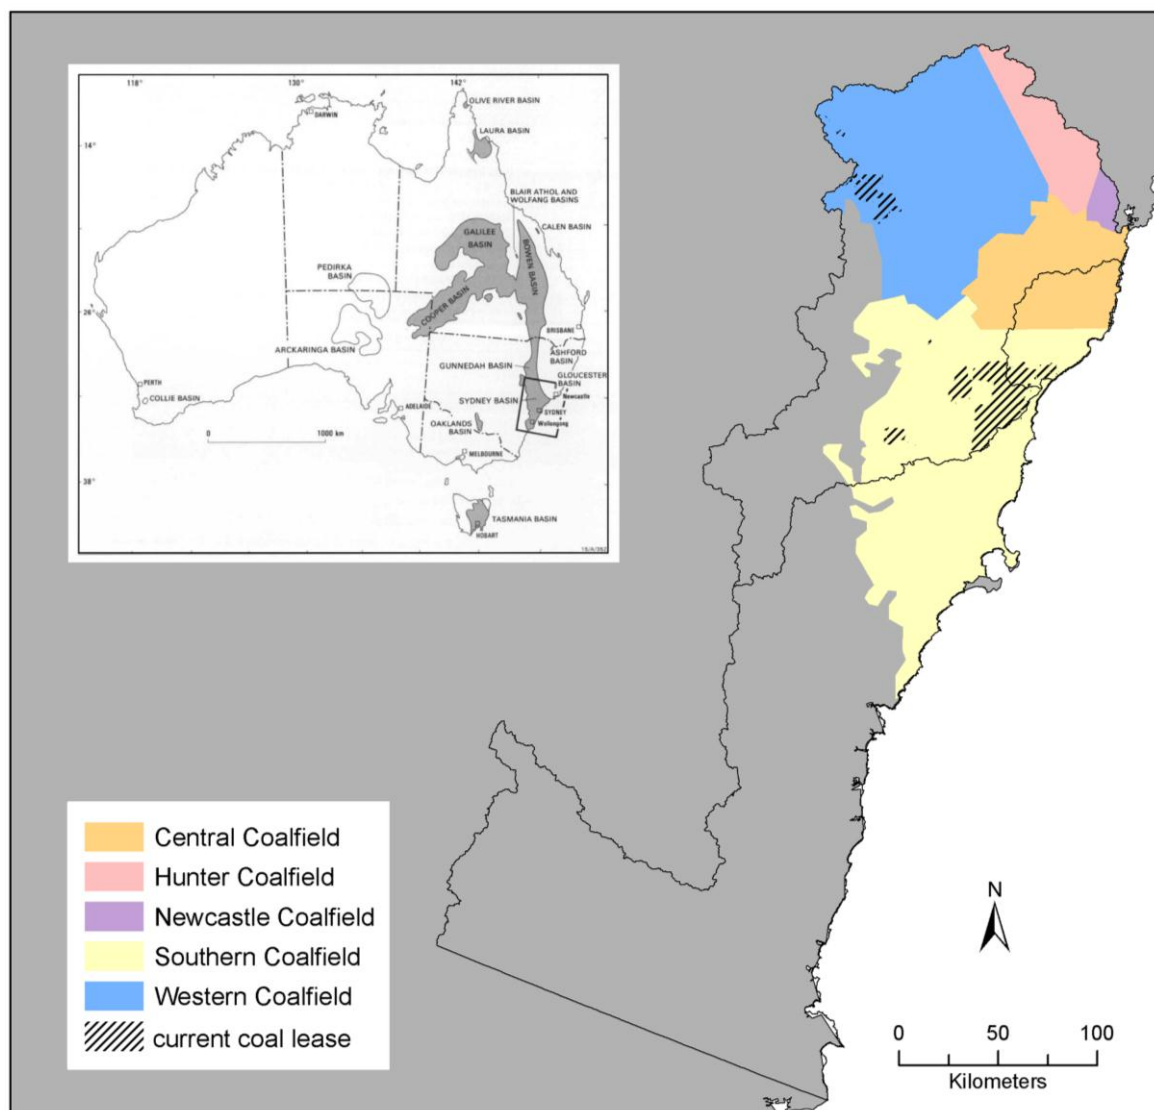 118°
130°
142°
OLIVE RIVER BASIN
DARWIN
LAURA BASIN
14°
BLAIR ATHOL AND
WOLFANG BASINS
CALEN BASIN
GALILEE
BASIN
BOWEN BASIN
PEDIRKA
BASIN
COOPER BASIN
26°
BRISBANE
ARCKARINGA BASIN
ASHFORD
BASIN
GUNNEDAH BASIN
GLOUCESTER
BASIN
PERTH
COLLIE BASIN
SYDNEY BASIN
Newcastle
ADELAIDE
SYDNEY
OAKLANDS
BASIN
Wollongong
0 1000 km
MELBOURNE
38°
TASMANIA BASIN
HOBART
Central Coalfield
Hunter Coalfield
Newcastle Coalfield
Southern Coalfield
Western Coalfield
current coal lease
N
0 50 100
Kilometers